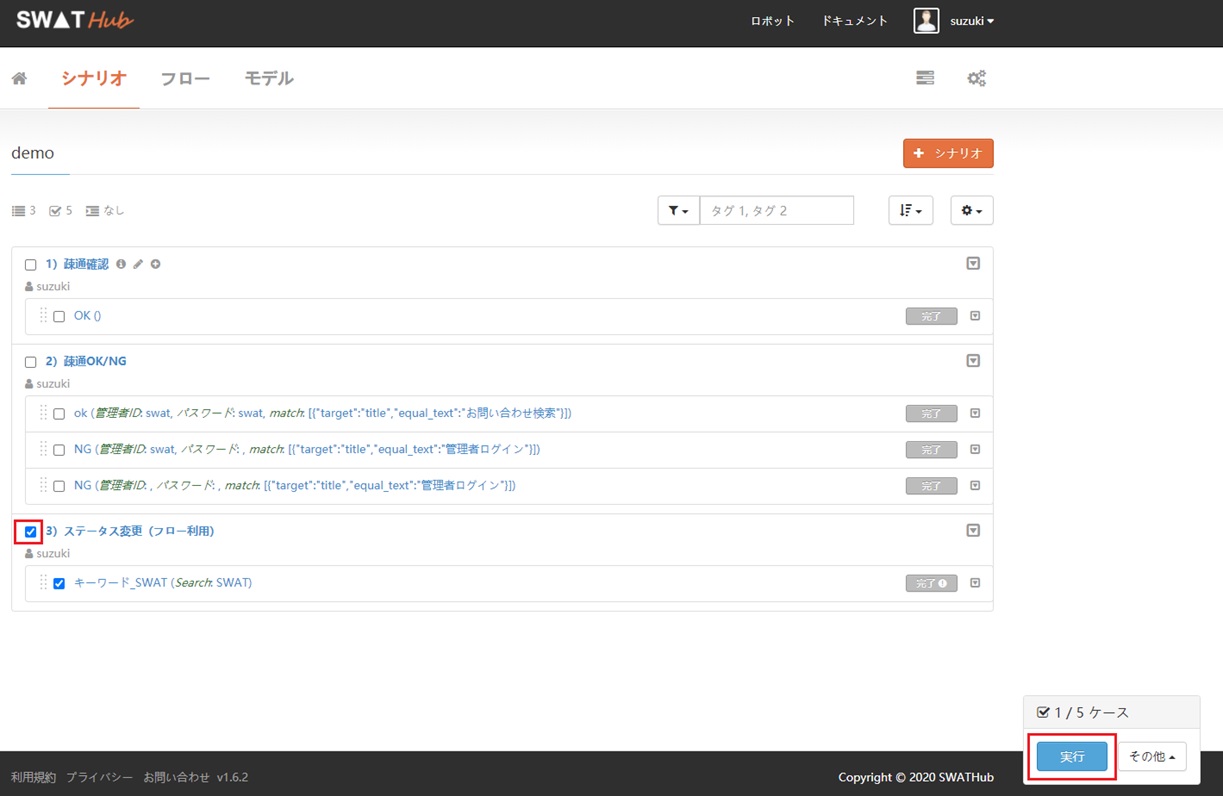 SWAT Hub ロボット ドキュメント suzuki
シナリオ フロー モデル
demo シナリオ
3 5 なし タグ 1, タグ 2
1）疎通確認
suzuki
OK () 完了
2）疎通OK/NG
suzuki
ok (管理者ID: swat, パスワード: swat, match: [{"target":"title","equal_text":"お問い合わせ検索"}]) 完了
NG (管理者ID: swat, パスワード: , match: [{"target":"title","equal_text":"管理者ログイン"}]) 完了
NG (管理者ID: , パスワード: , match: [{"target":"title","equal_text":"管理者ログイン"}]) 完了
3）ステータス変更（フロー利用）
suzuki
キーワード_SWAT (Search: SWAT) 完了
1 / 5 ケース
実行 その他
利用規約 プライバシー お問い合わせ v1.6.2 Copyright © 2020 SWATHub